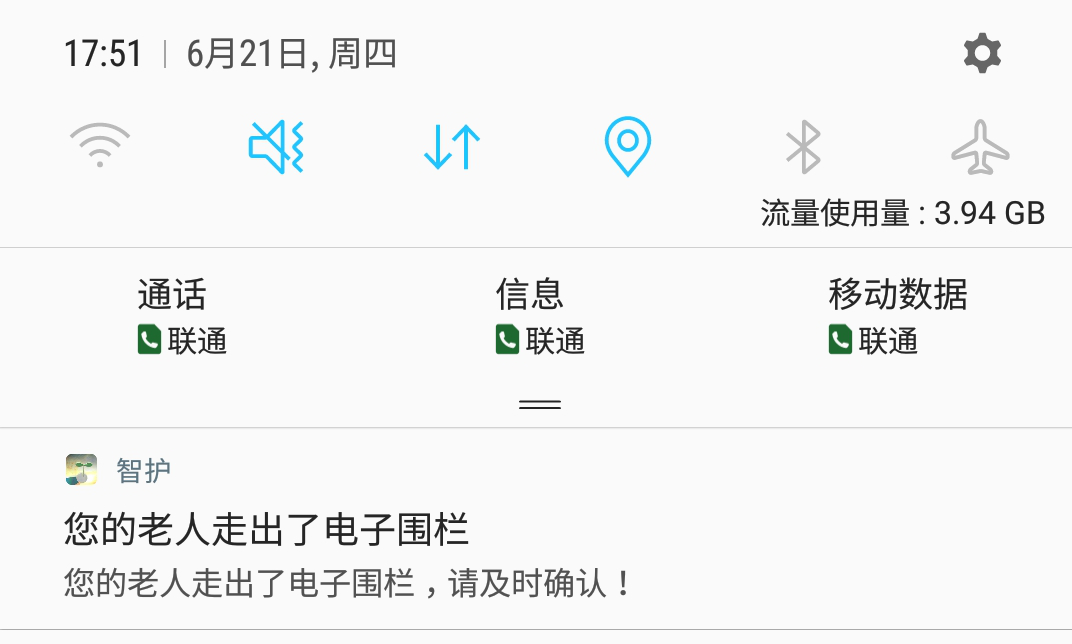 17:51 | 6月21日, 周四
流量使用量 : 3.94 GB
通话 信息 移动数据
联通 联通 联通
智护
您的老人走出了电子围栏
您的老人走出了电子围栏，请及时确认！